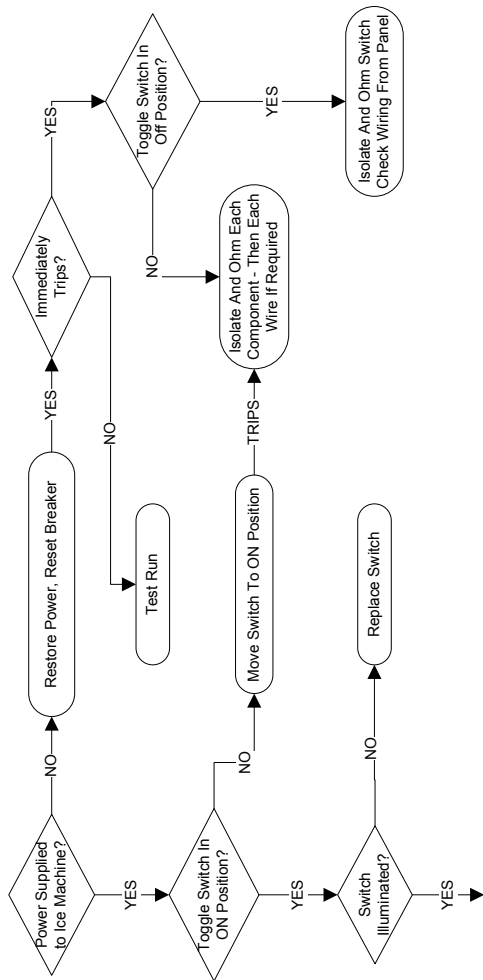 Power Supplied
to Ice Machine?
NO
Restore Power, Reset Breaker
YES
Immediately
Trips?
YES
NO
Test Run
Toggle Switch In
Off Position?
NO
YES
Isolate And Ohm Switch
Check Wiring From Panel
YES
Toggle Switch In
ON Position?
NO
Move Switch To ON Position
TRIPS
Isolate And Ohm Each
Component - Then Each
Wire If Required
YES
Switch
Illuminated?
NO
Replace Switch
YES